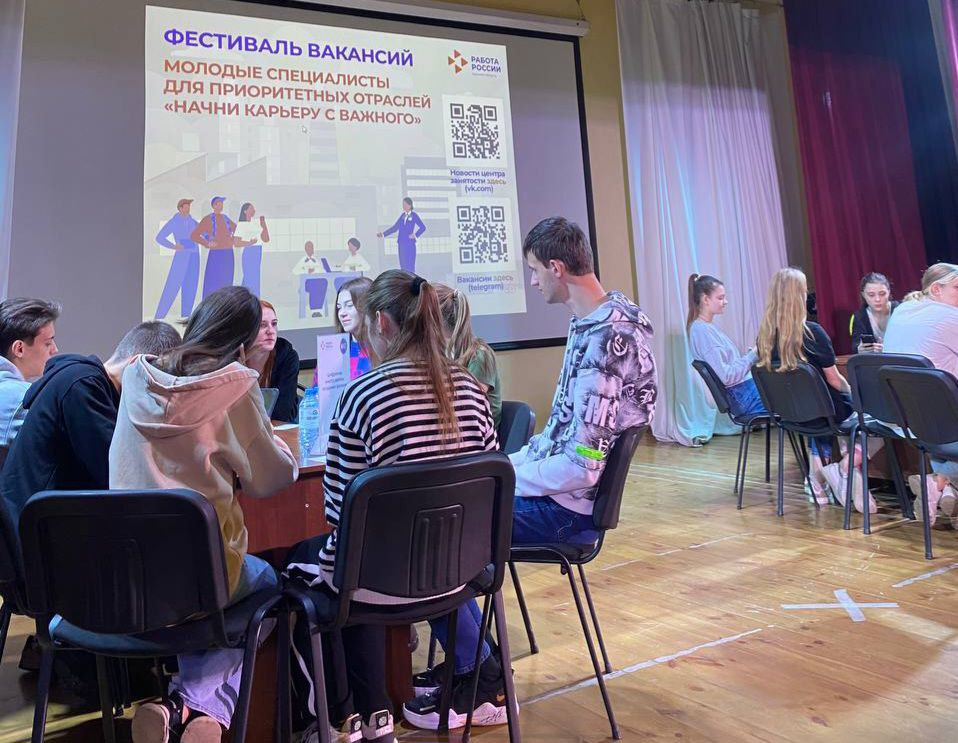 ФЕСТИВАЛЬ ВАКАНСИЙ
МОЛОДЫЕ СПЕЦИАЛИСТЫ
ДЛЯ ПРИОРИТЕТНЫХ ОТРАСЛЕЙ
«НАЧНИ КАРЬЕРУ С ВАЖНОГО»
РАБОТА
РОССИИ
Новости центра
занятости здесь
(vk.com)
Вакансии здесь
(telegram)